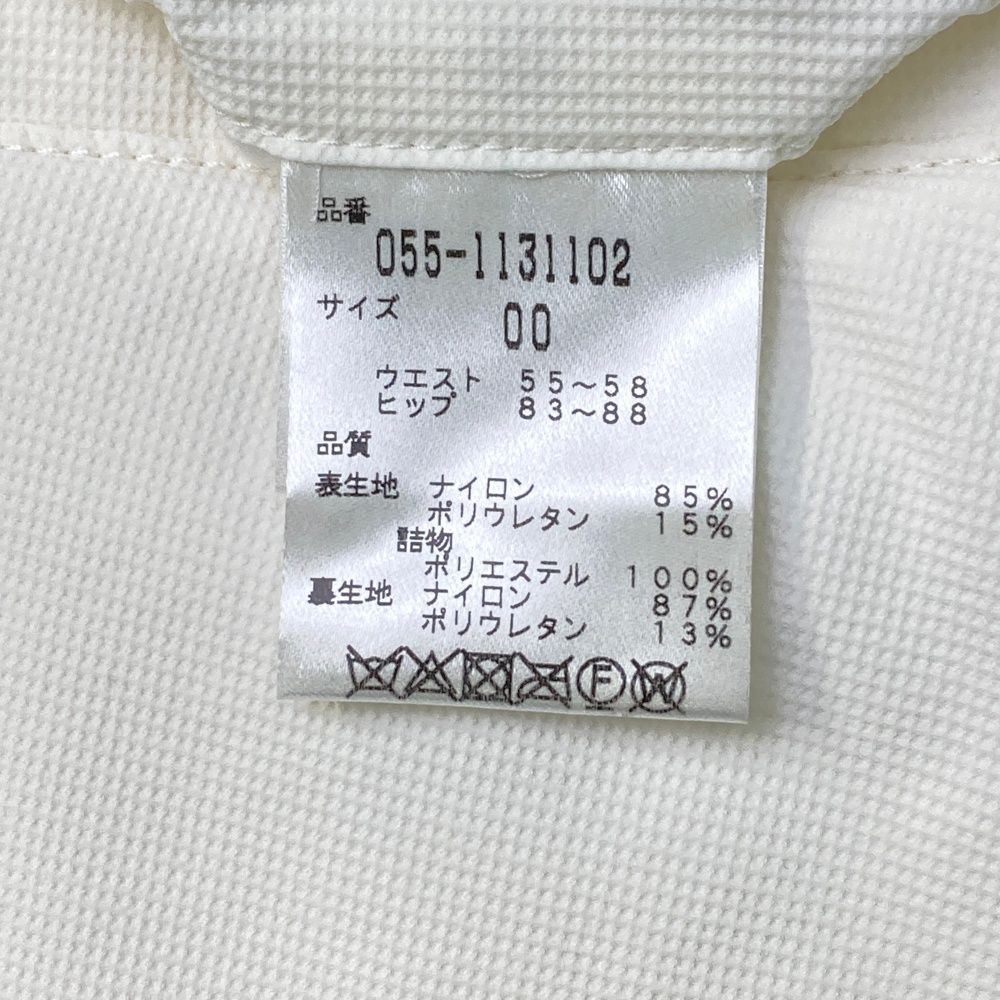 品番
055-1131102
サイズ
00
ウエスト 55～58
ヒップ 83～88
品質
表生地 ナイロン 85%
ポリウレタン 15%
詰物
ポリエステル 100%
裏生地 ナイロン 87%
ポリウレタン 13%
F W